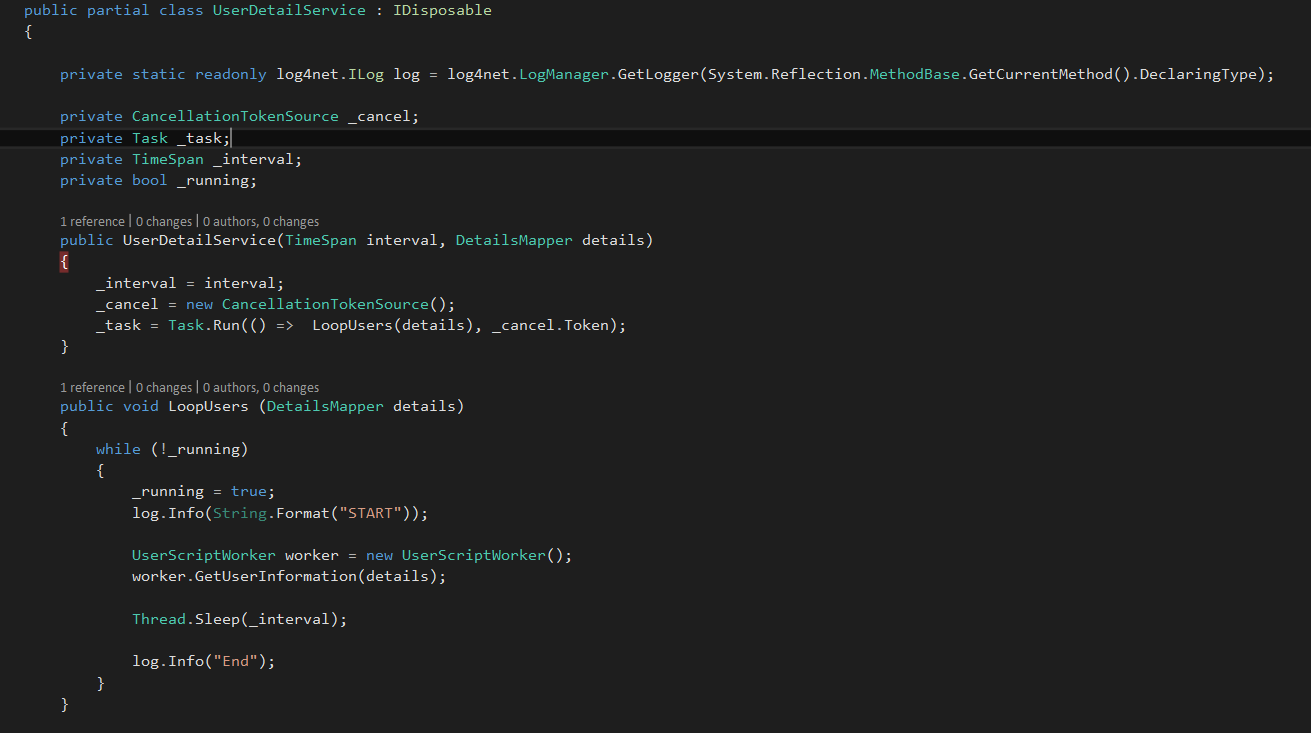 public partial class UserDetailService : IDisposable
{
private static readonly log4net.ILog log = log4net.LogManager.GetLogger(System.Reflection.MethodBase.GetCurrentMethod().DeclaringType);
private CancellationTokenSource _cancel;
private Task _task;
private TimeSpan _interval;
private bool _running;
1 reference | 0 changes | 0 authors, 0 changes
public UserDetailService(TimeSpan interval, DetailsMapper details)
{
_interval = interval;
_cancel = new CancellationTokenSource();
_task = Task.Run(() =>  LoopUsers(details), _cancel.Token);
}
1 reference | 0 changes | 0 authors, 0 changes
public void LoopUsers (DetailsMapper details)
{
while (!_running)
{
_running = true;
log.Info(String.Format("START"));
UserScriptWorker worker = new UserScriptWorker();
worker.GetUserInformation(details);
Thread.Sleep(_interval);
log.Info("End");
}
}